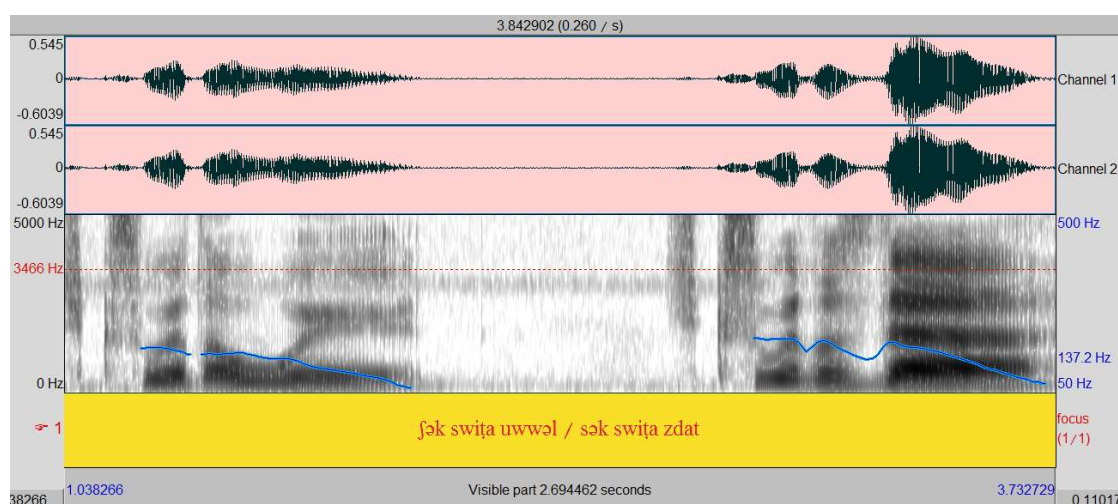 3.842902 (0.260 / s)
0.545
0
-0.6039
Channel 1
0.545
0
-0.6039
Channel 2
5000 Hz
500 Hz
3466 Hz
137.2 Hz
0 Hz
50 Hz
☞ 1
ʃək swiṭa uwwəl / sək swiṭa zdat
focus
(1/1)
1.038266
Visible part 2.694462 seconds
3.732729